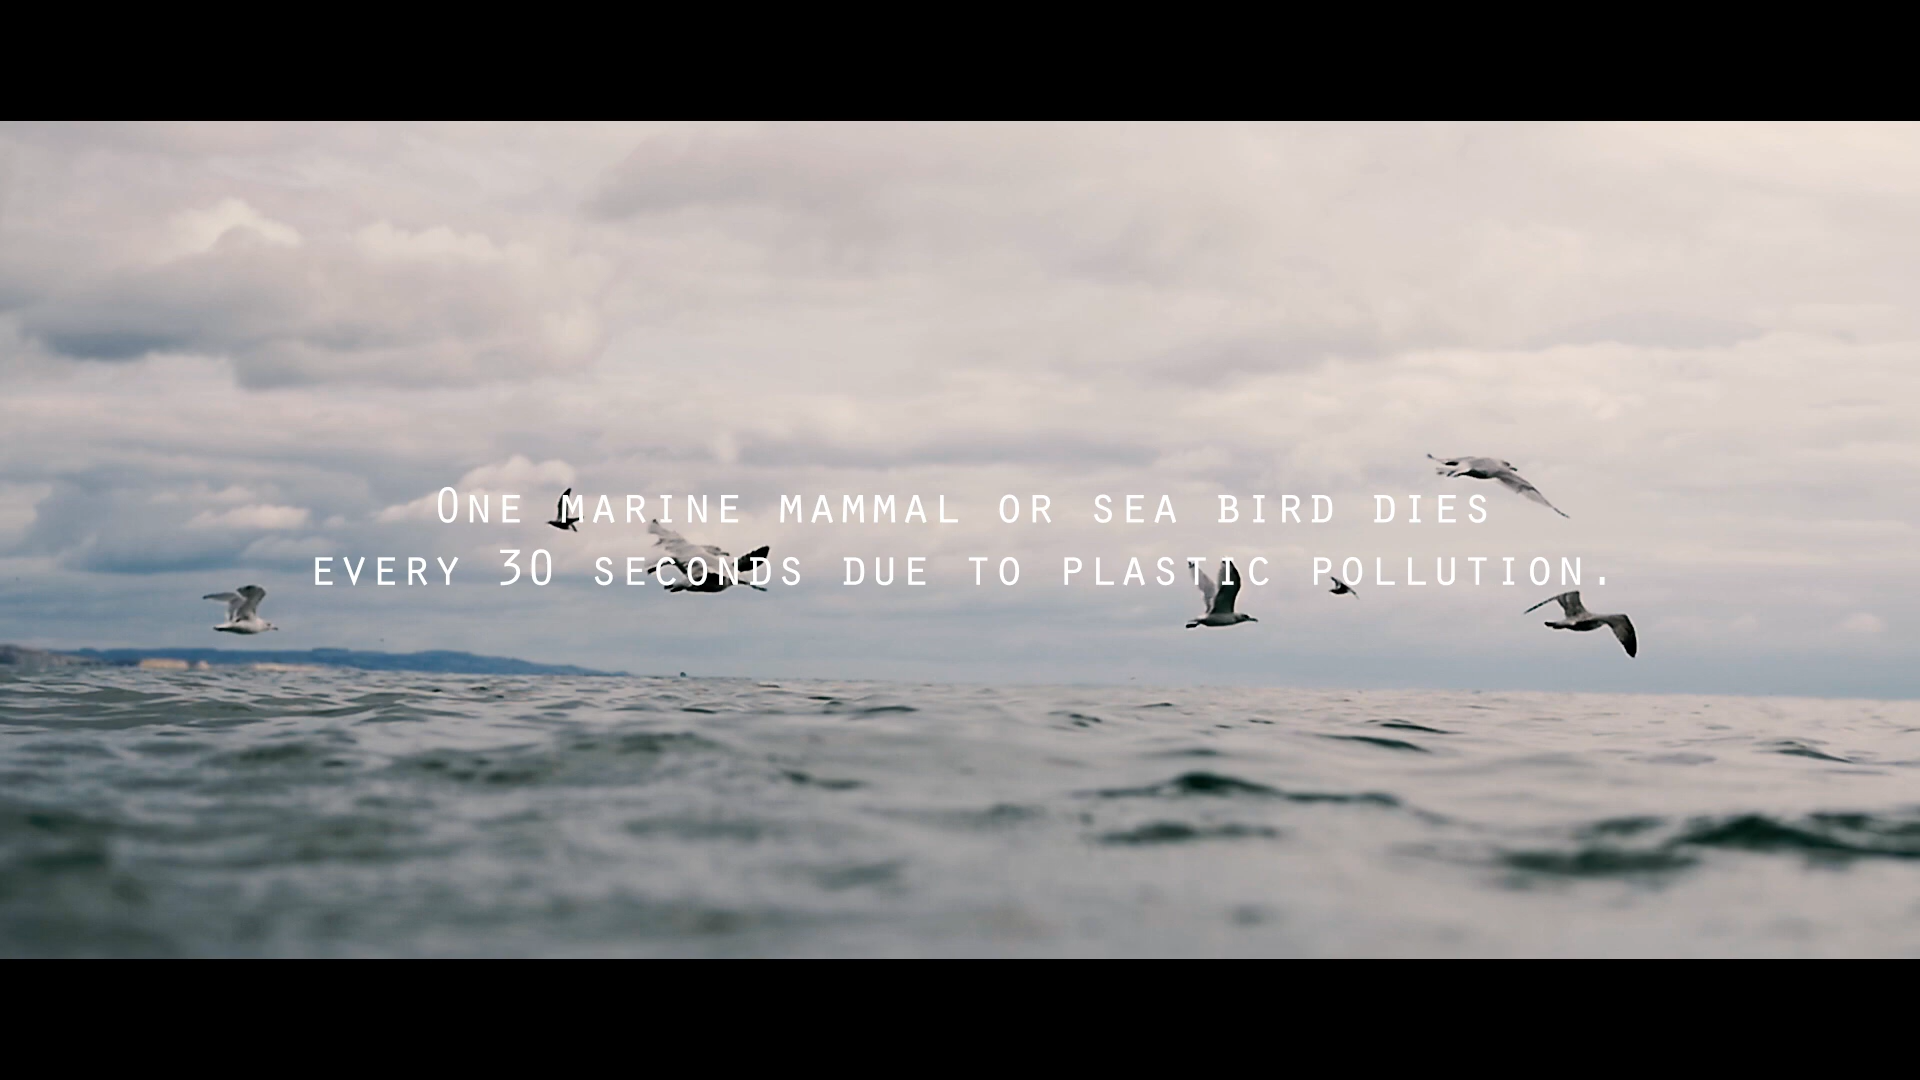 One marine mammal or sea bird dies
every 30 seconds due to plastic pollution.